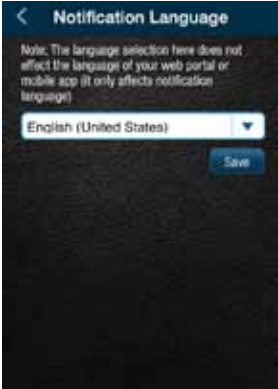 Notification Language
Note: The language selection here does not
effect the language of your web portal or
mobile app (it only affects notification
language)
English (United States)
Save